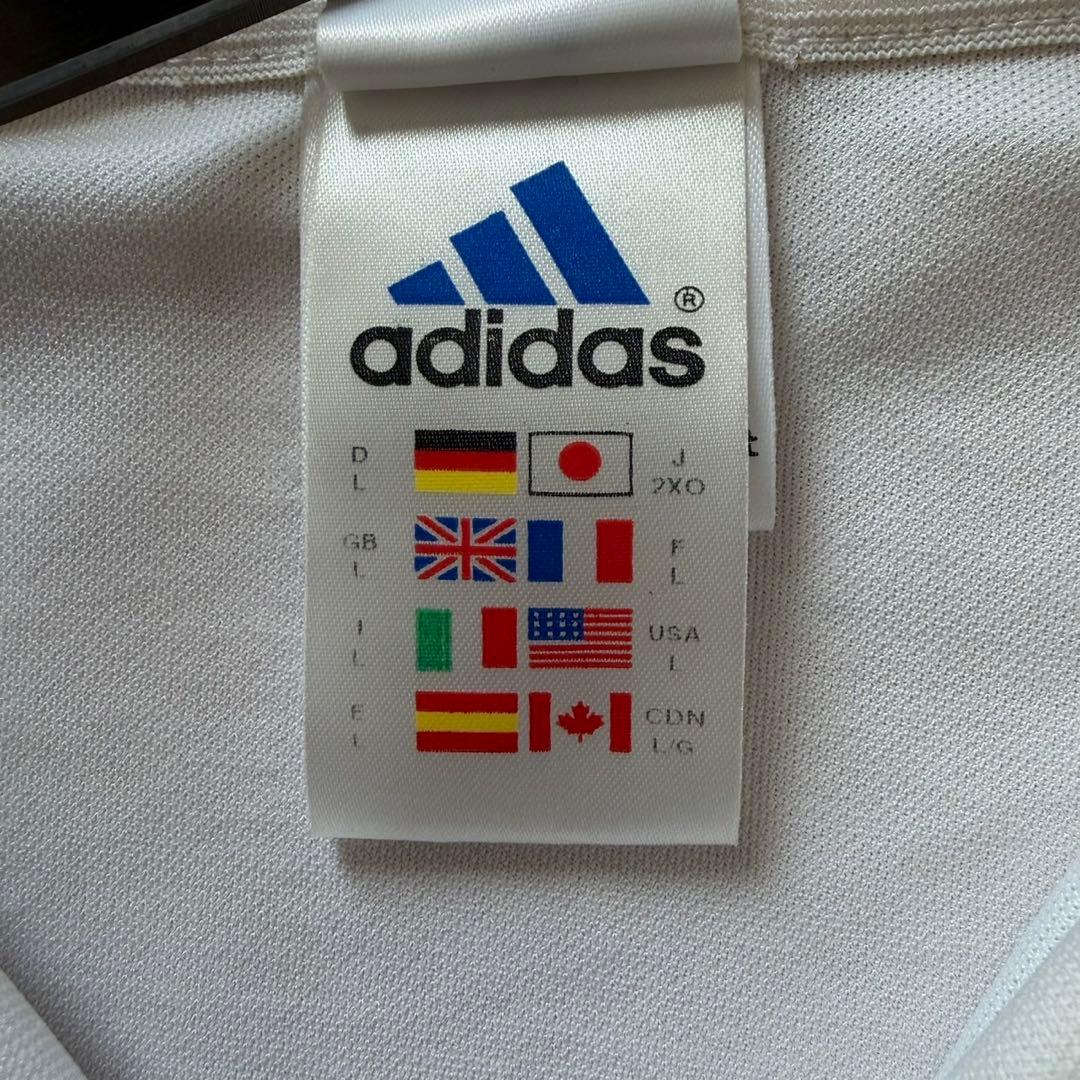 adidas ®
D J
L 2XO
GB F
L L
I USA
L L
E CDN
L L/G
t